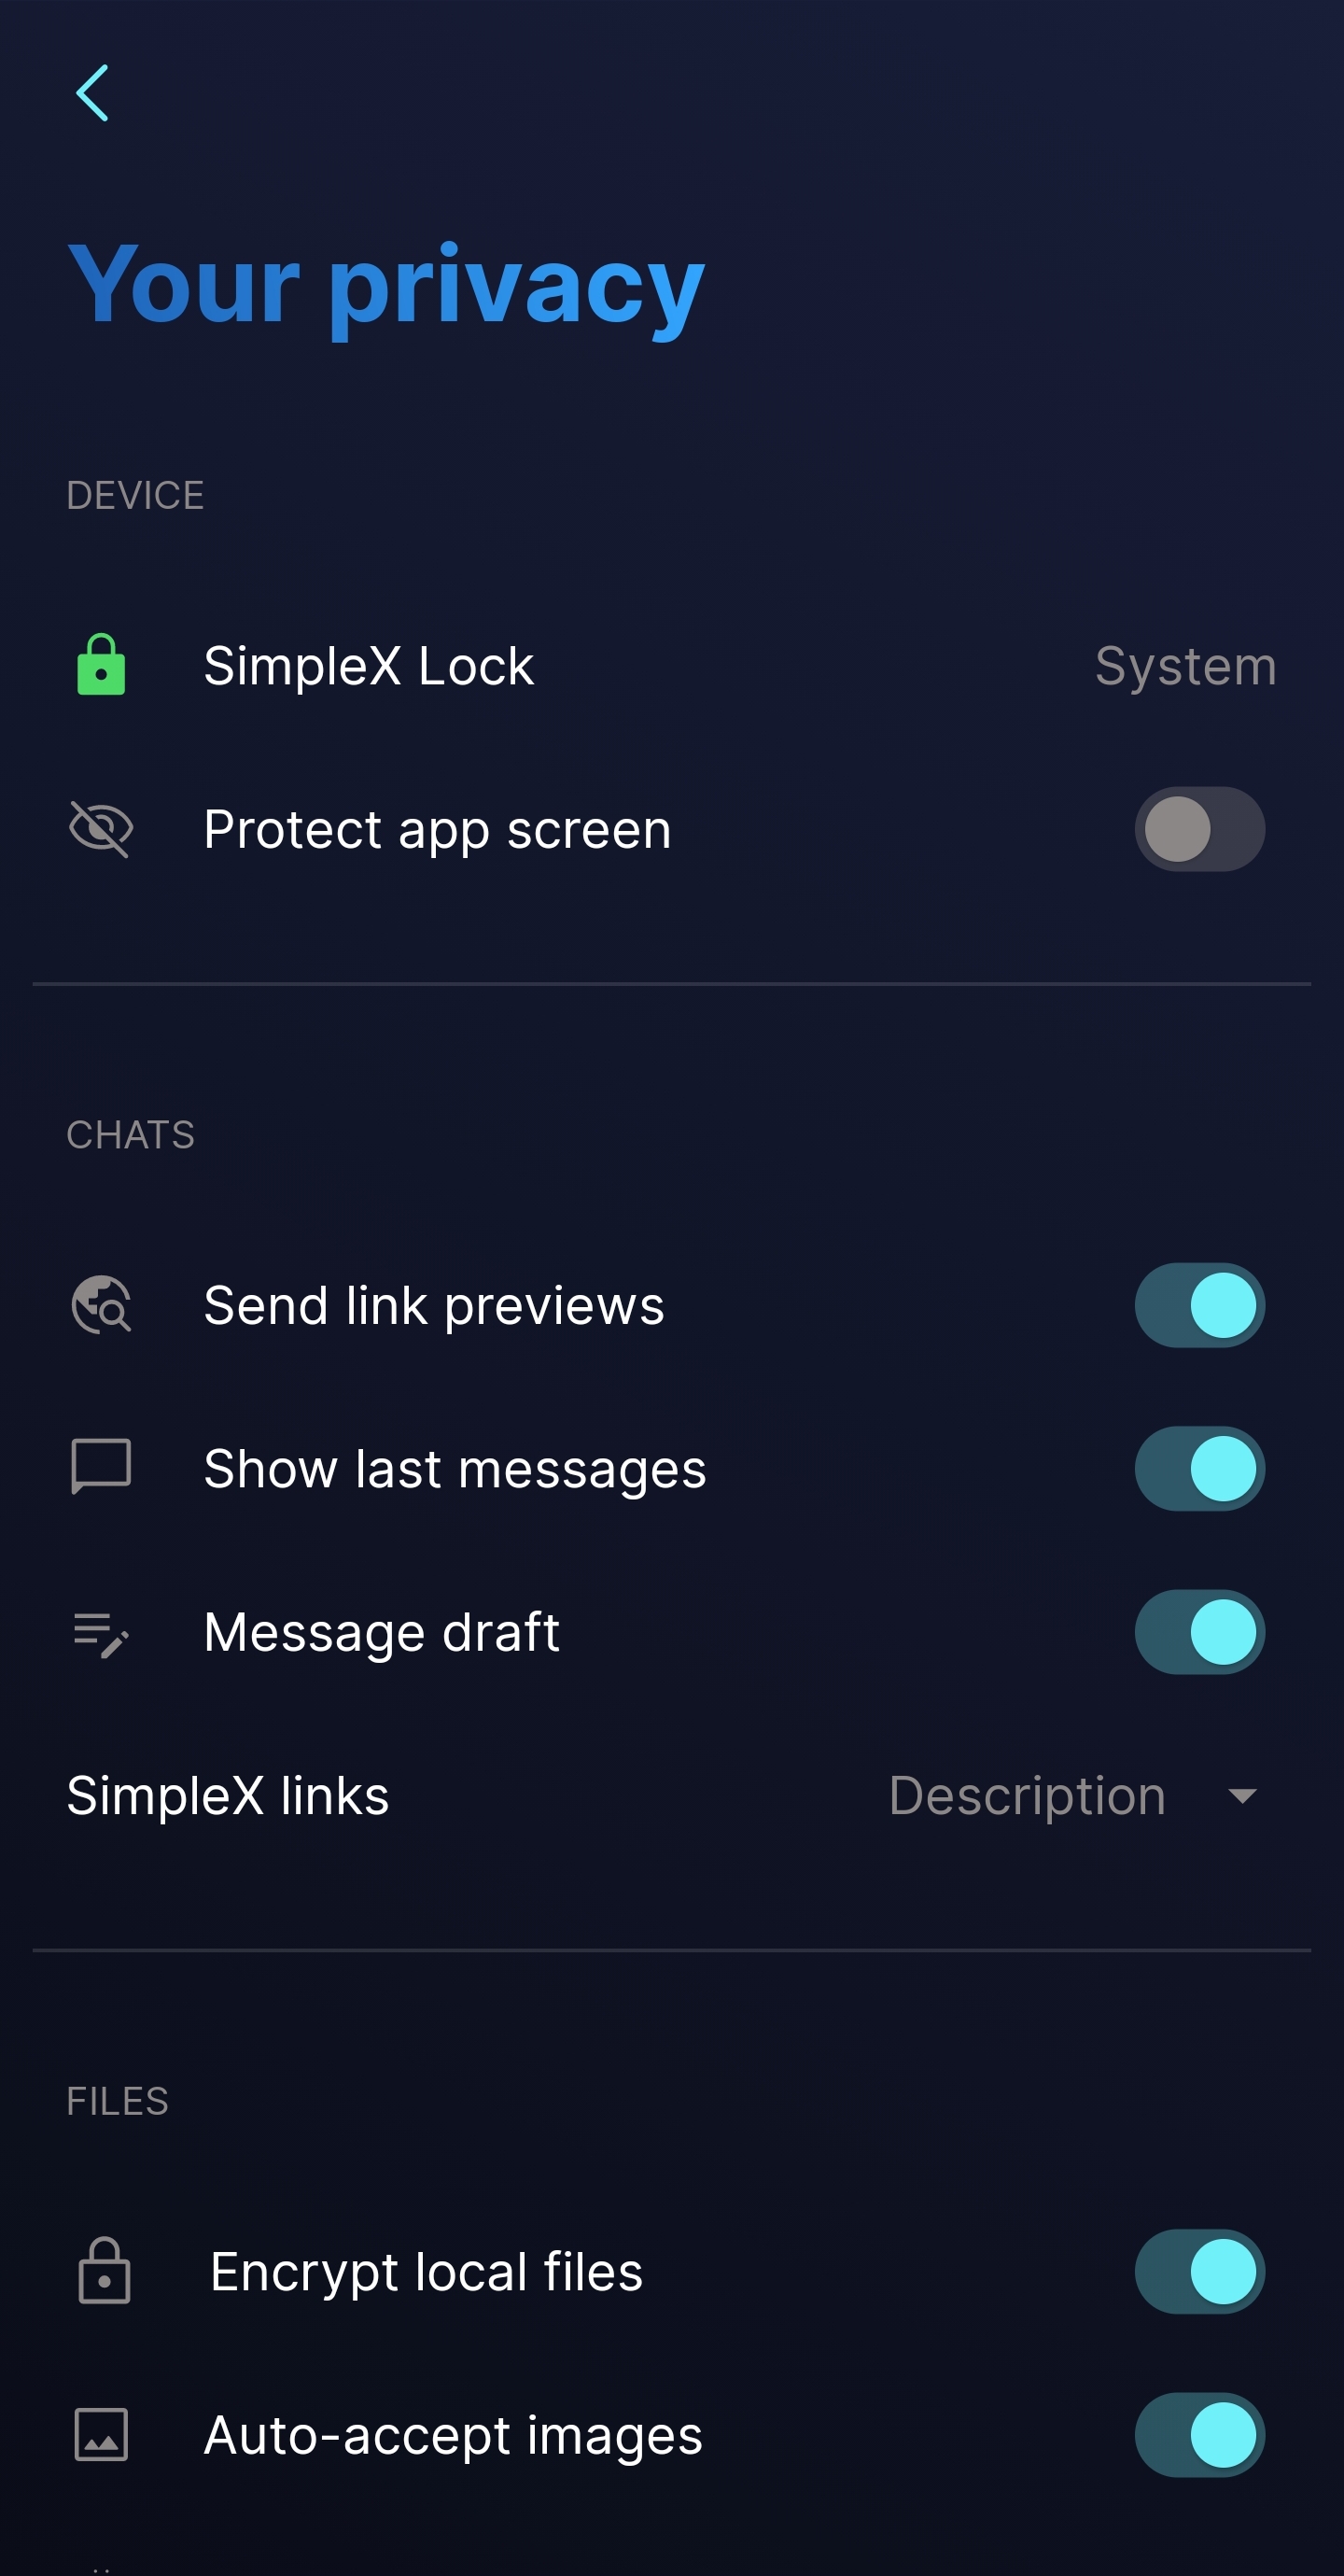 Your privacy
DEVICE
SimpleX Lock System
Protect app screen
CHATS
Send link previews
Show last messages
Message draft
SimpleX links Description
FILES
Encrypt local files
Auto-accept images